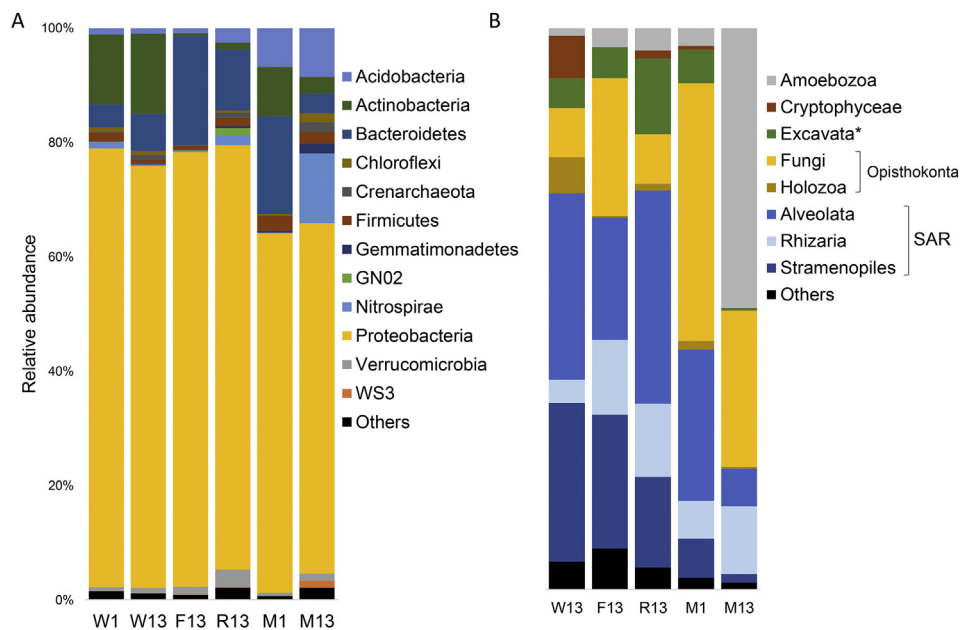 A
B
100%
80%
60%
40%
20%
0%
Relative abundance
Acidobacteria
Actinobacteria
Bacteroidetes
Chloroflexi
Crenarchaeota
Firmicutes
Gemmatimonadetes
GN02
Nitrospirae
Proteobacteria
Verrucomicrobia
WS3
Others
W1 W13 F13 R13 M1 M13
Amoebozoa
Cryptophyceae
Excavata*
Fungi
Holozoa
Opisthokonta
Alveolata
Rhizaria
Stramenopiles
SAR
Others
W13 F13 R13 M1 M13